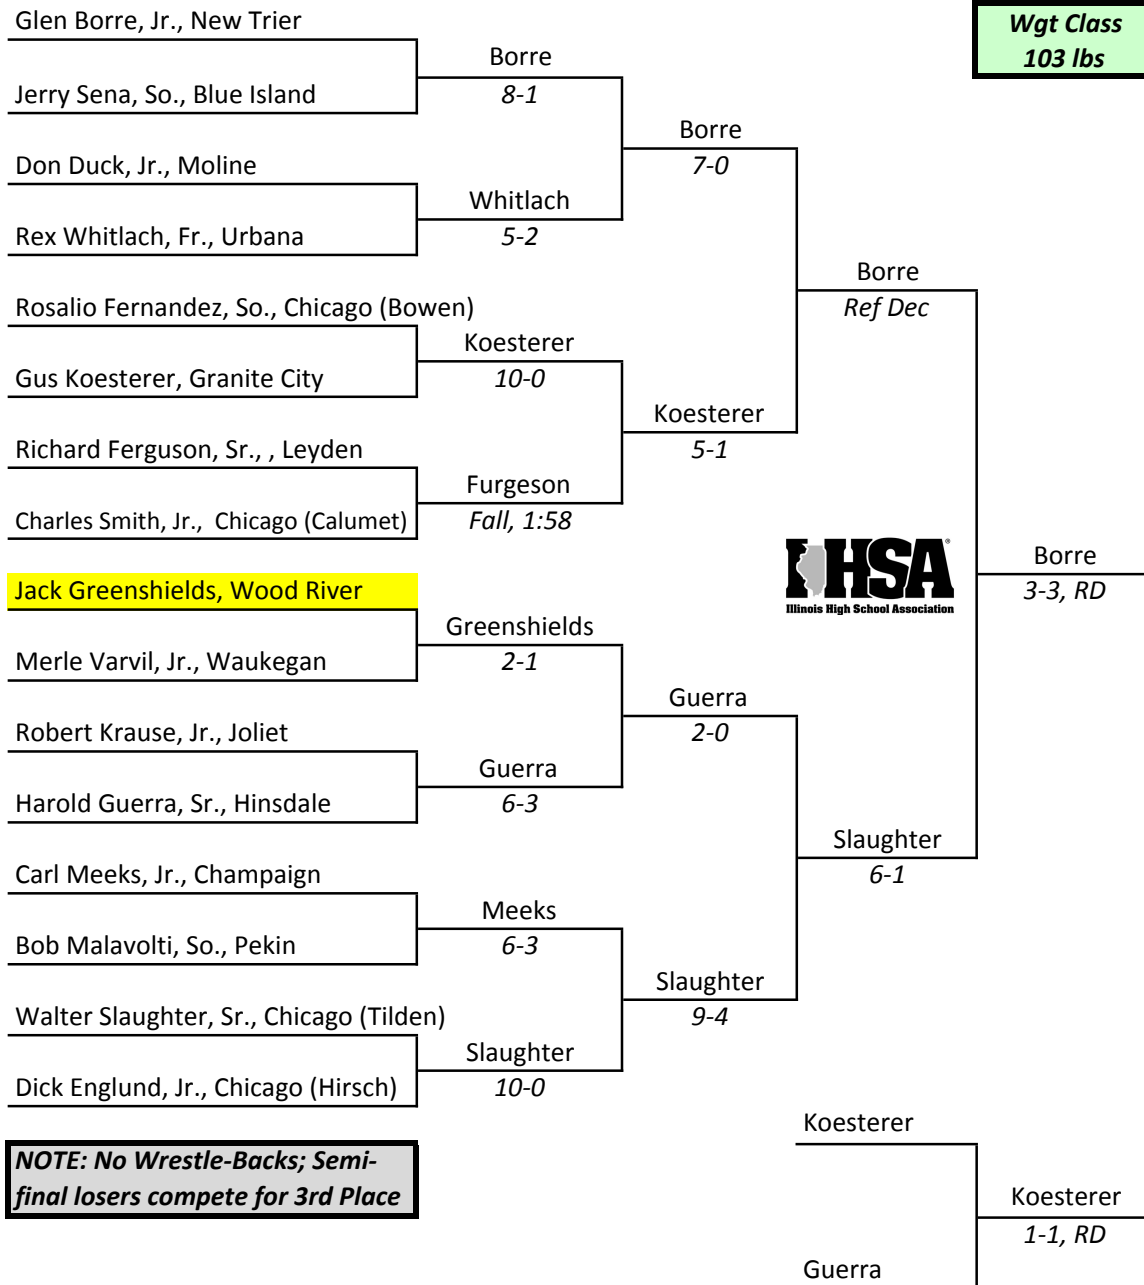 Glen Borre, Jr., New Trier
Wgt Class
103 lbs
Borre
Jerry Sena, So., Blue Island
8-1
Borre
7-0
Don Duck, Jr., Moline
Whitlach
Rex Whitlach, Fr., Urbana
5-2
Borre
Ref Dec
Rosalio Fernandez, So., Chicago (Bowen)
Koesterer
Gus Koesterer, Granite City
10-0
Koesterer
5-1
Richard Ferguson, Sr., , Leyden
Furgeson
Charles Smith, Jr., Chicago (Calumet)
Fall, 1:58
IHSA
Illinois High School Association
Borre
3-3, RD
Jack Greenshields, Wood River
Greenshields
Merle Varvil, Jr., Waukegan
2-1
Guerra
2-0
Robert Krause, Jr., Joliet
Guerra
Harold Guerra, Sr., Hinsdale
6-3
Slaughter
6-1
Carl Meeks, Jr., Champaign
Meeks
Bob Malavolti, So., Pekin
6-3
Slaughter
9-4
Walter Slaughter, Sr., Chicago (Tilden)
Slaughter
Dick Englund, Jr., Chicago (Hirsch)
10-0
Koesterer
NOTE: No Wrestle-Backs; Semi-
final losers compete for 3rd Place
Koesterer
1-1, RD
Guerra